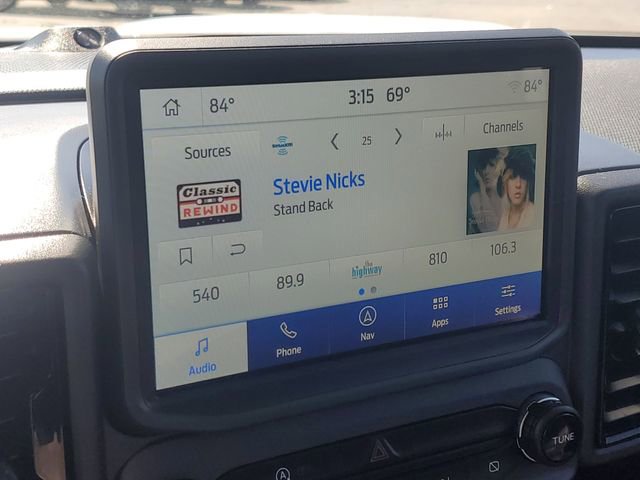 84° 3:15 69° 84°
Sources siriusxm 25 Channels
Classic
REWIND
Stevie Nicks
Stand Back
540 89.9 the highway 810 106.3
Audio Phone Nav Apps Settings
TUNE
A